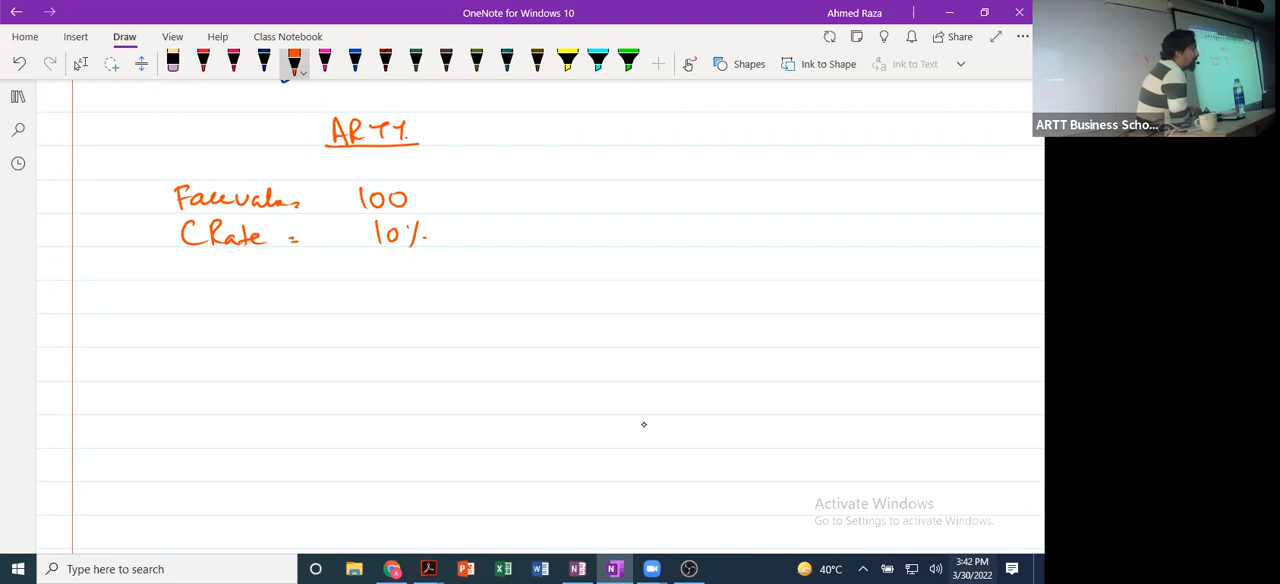 OneNote for Windows 10
Ahmed Raza
Home Insert Draw View Help Class Notebook
Share
Shapes Ink to Shape Ink to Text
ARTT Business Scho...
ARTT
Facevalu = 100
C Rate = 10%
Activate Windows
Go to Settings to activate Windows.
Type here to search
40°C
3:42 PM
3/30/2022